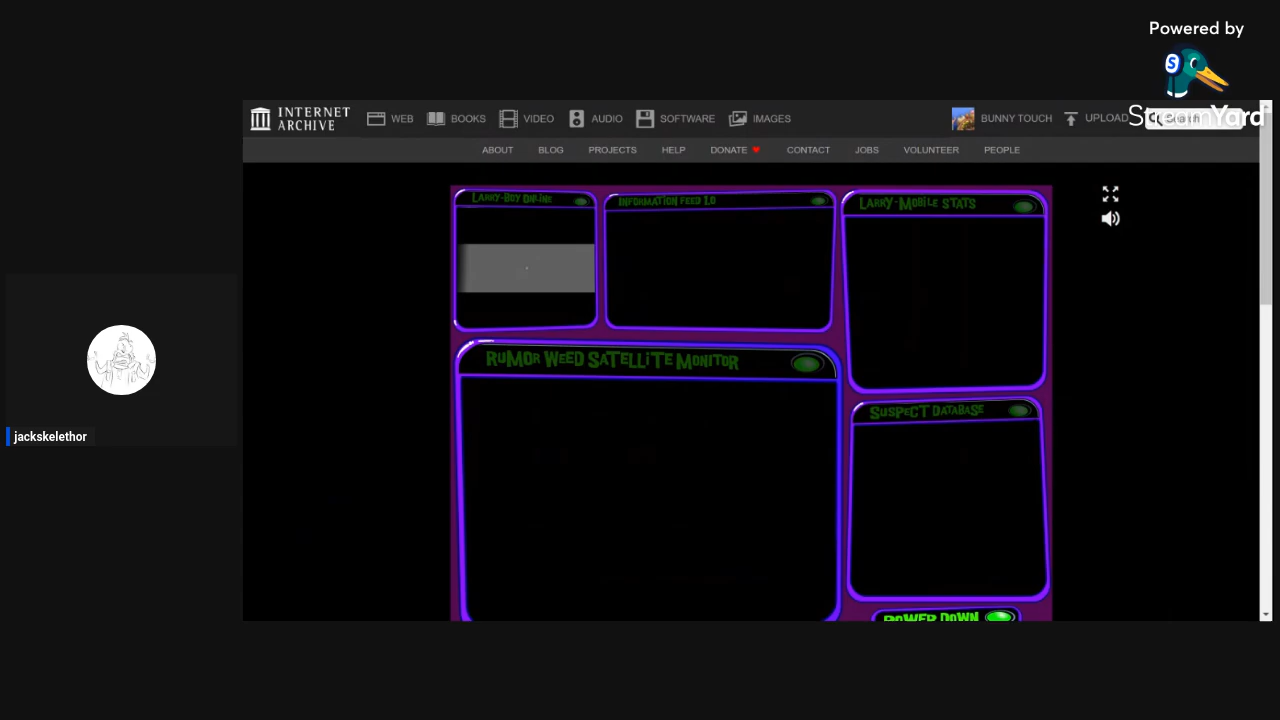 Powered by
StreamYard
INTERNET ARCHIVE
WEB
BOOKS
VIDEO
AUDIO
SOFTWARE
IMAGES
BUNNY TOUCH
UPLOAD
Search
ABOUT
BLOG
PROJECTS
HELP
DONATE
CONTACT
JOBS
VOLUNTEER
PEOPLE
LARRY-BOY ONLINE
INFORMATION FEED 1.0
LARRY-MOBILE STATS
RUMOR WEED SATELLITE MONITOR
SUSPECT DATABASE
POWER DOWN
jackskelethor